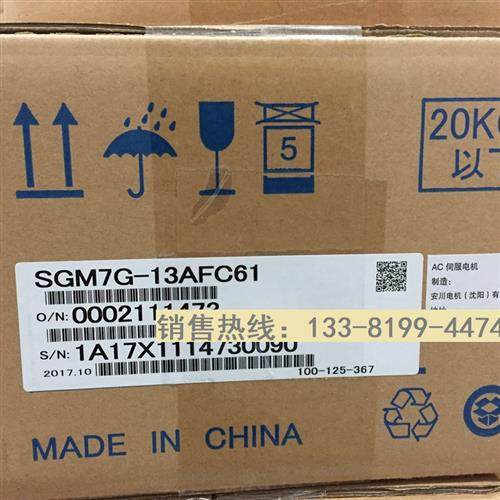 5
20KG
以下
SGM7G-13AFC61
O/N: 0002111473
销售热线：133-8199-4474
S/N: 1A17X1114730090
2017.10
100-125-367
AC 伺服电机
制造:
安川电机（沈阳）有
MADE IN CHINA